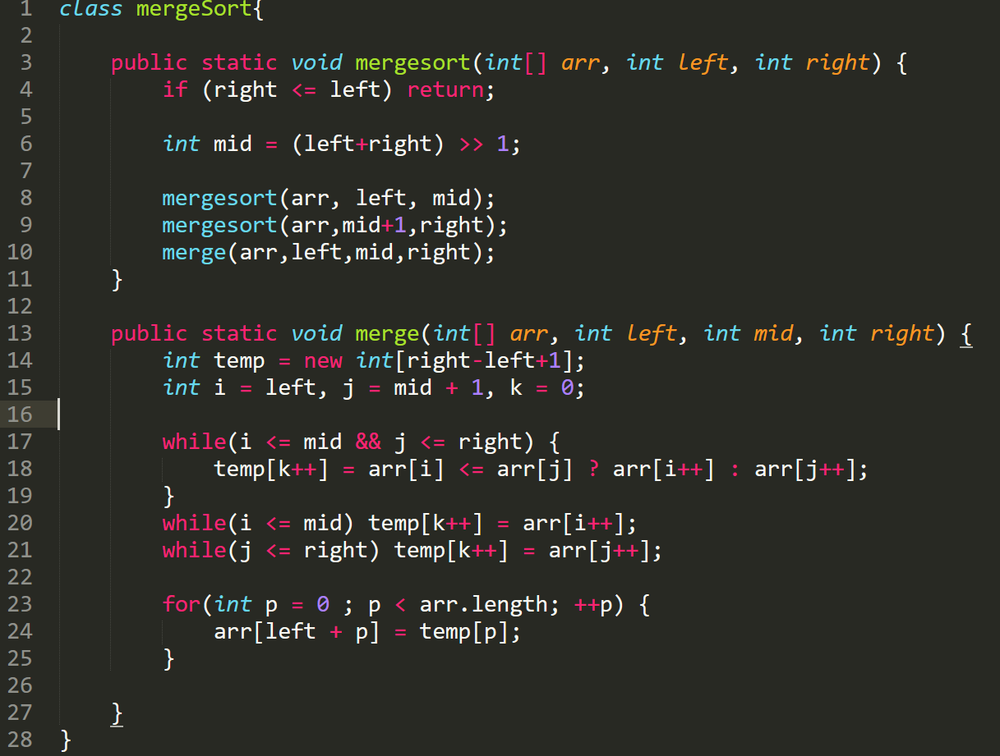 1 class mergeSort{
2
3 public static void mergesort(int[] arr, int left, int right) {
4 if (right <= left) return;
5
6 int mid = (left+right) >> 1;
7
8 mergesort(arr, left, mid);
9 mergesort(arr,mid+1,right);
10 merge(arr,left,mid,right);
11 }
12
13 public static void merge(int[] arr, int left, int mid, int right) {
14 int temp = new int[right-left+1];
15 int i = left, j = mid + 1, k = 0;
16
17 while(i <= mid && j <= right) {
18 temp[k++] = arr[i] <= arr[j] ? arr[i++] : arr[j++];
19 }
20 while(i <= mid) temp[k++] = arr[i++];
21 while(j <= right) temp[k++] = arr[j++];
22
23 for(int p = 0 ; p < arr.length; ++p) {
24 arr[left + p] = temp[p];
25 }
26
27 }
28 }